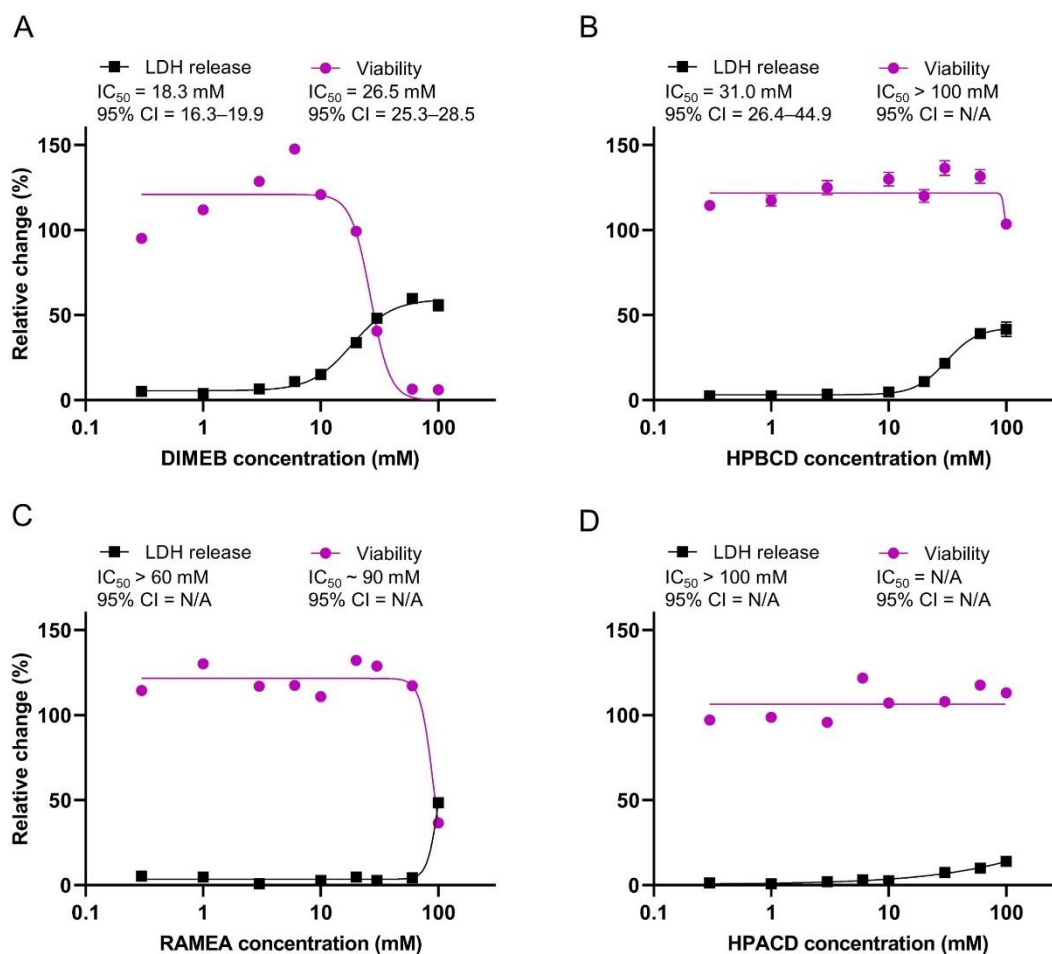 A
LDH release
IC50 = 18.3 mM
95% CI = 16.3–19.9
Viability
IC50 = 26.5 mM
95% CI = 25.3–28.5
Relative change (%)
150
100
50
0
0.1 1 10 100
DIMEB concentration (mM)
B
LDH release
IC50 = 31.0 mM
95% CI = 26.4–44.9
Viability
IC50 > 100 mM
95% CI = N/A
150
100
50
0
0.1 1 10 100
HPBCD concentration (mM)
C
LDH release
IC50 > 60 mM
95% CI = N/A
Viability
IC50 ~ 90 mM
95% CI = N/A
Relative change (%)
150
100
50
0
0.1 1 10 100
RAMEA concentration (mM)
D
LDH release
IC50 > 100 mM
95% CI = N/A
Viability
IC50 = N/A
95% CI = N/A
150
100
50
0
0.1 1 10 100
HPACD concentration (mM)